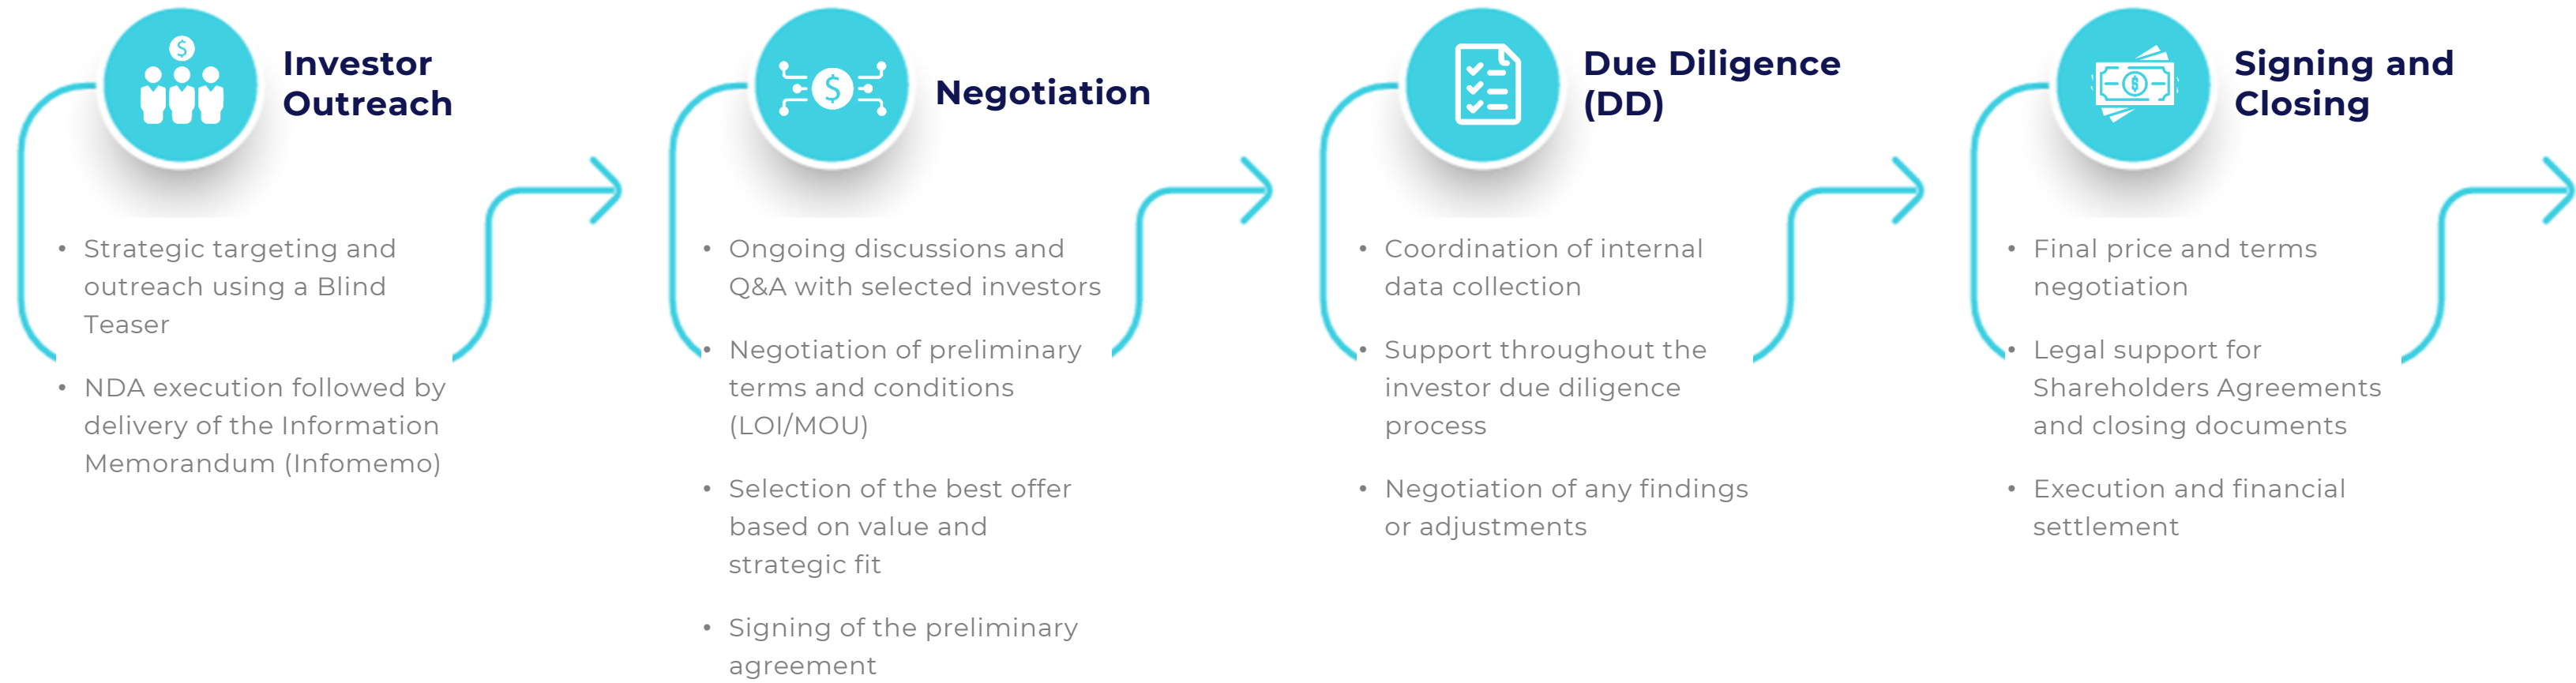 Investor
Outreach
• Strategic targeting and
outreach using a Blind
Teaser
• NDA execution followed by
delivery of the Information
Memorandum (Infomemo)
Negotiation
• Ongoing discussions and
Q&A with selected investors
• Negotiation of preliminary
terms and conditions
(LOI/MOU)
• Selection of the best offer
based on value and
strategic fit
• Signing of the preliminary
agreement
Due Diligence
(DD)
• Coordination of internal
data collection
• Support throughout the
investor due diligence
process
• Negotiation of any findings
or adjustments
Signing and
Closing
• Final price and terms
negotiation
• Legal support for
Shareholders Agreements
and closing documents
• Execution and financial
settlement